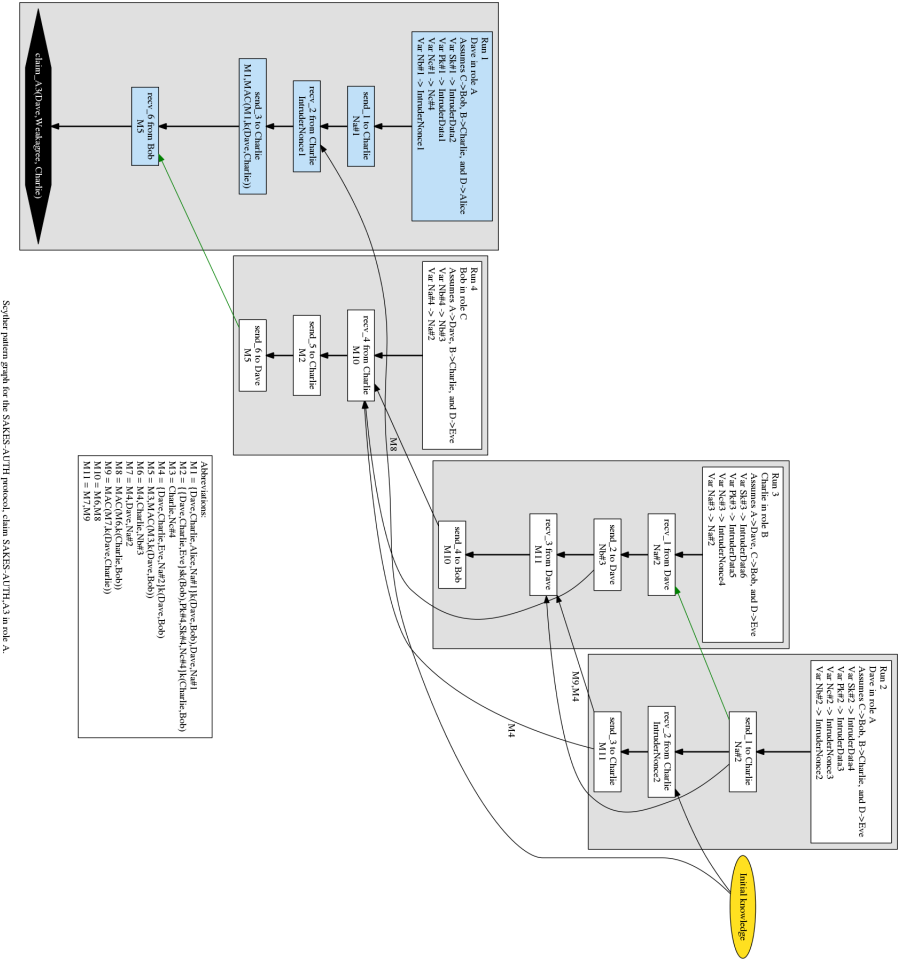 Run 1
Dave in role A
Assumes C->Bob, B->Charlie, and D->Alice
Var Sk#1 -> IntruderData2
Var Pk#1 -> IntruderData1
Var Nc#1 -> Nc#4
Var Nb#1 -> IntruderNonce1
send_1 to Charlie
Na#1
recv_2 from Charlie
IntruderNonce1
send_3 to Charlie
M1,MAC(M1,k(Dave,Charlie))
recv_6 from Bob
M5
claim_A3(Dave,Weakagree, Charlie)
Run 4
Bob in role C
Assumes A->Dave, B->Charlie, and D->Eve
Var Nb#4 -> Nb#3
Var Na#4 -> Na#2
recv_4 from Charlie
M10
send_5 to Charlie
M2
send_6 to Dave
M5
M8
Run 3
Charlie in role B
Assumes A->Dave, C->Bob, and D->Eve
Var Sk#3 -> IntruderData6
Var Pk#3 -> IntruderData5
Var Nc#3 -> IntruderNonce4
Var Na#3 -> Na#2
recv_1 from Dave
Na#2
send_2 to Dave
Nb#3
recv_3 from Dave
M11
send_4 to Bob
M10
Run 2
Dave in role A
Assumes C->Bob, B->Charlie, and D->Eve
Var Sk#2 -> IntruderData4
Var Pk#2 -> IntruderData3
Var Nc#2 -> IntruderNonce3
Var Nb#2 -> IntruderNonce2
send_1 to Charlie
Na#2
recv_2 from Charlie
IntruderNonce2
send_3 to Charlie
M11
M9,M4
M4
Initial knowledge
Abbreviations:
M1 = {Dave,Charlie,Alice,Na#1}k(Dave,Bob),Dave,Na#1
M2 = {{Dave,Charlie,Eve}sk(Bob),Pk#4,Sk#4,Nc#4}k(Charlie,Bob)
M3 = Charlie,Nc#4
M4 = {Dave,Charlie,Eve,Na#2}k(Dave,Bob)
M5 = M3,MAC(M3,k(Dave,Bob))
M6 = M4,Charlie,Nb#3
M7 = M4,Dave,Na#2
M8 = MAC(M6,k(Charlie,Bob))
M9 = MAC(M7,k(Dave,Charlie))
M10 = M6,M8
M11 = M7,M9
Scyther pattern graph for the SAKES-AUTH protocol, claim SAKES-AUTH,A3 in role A.